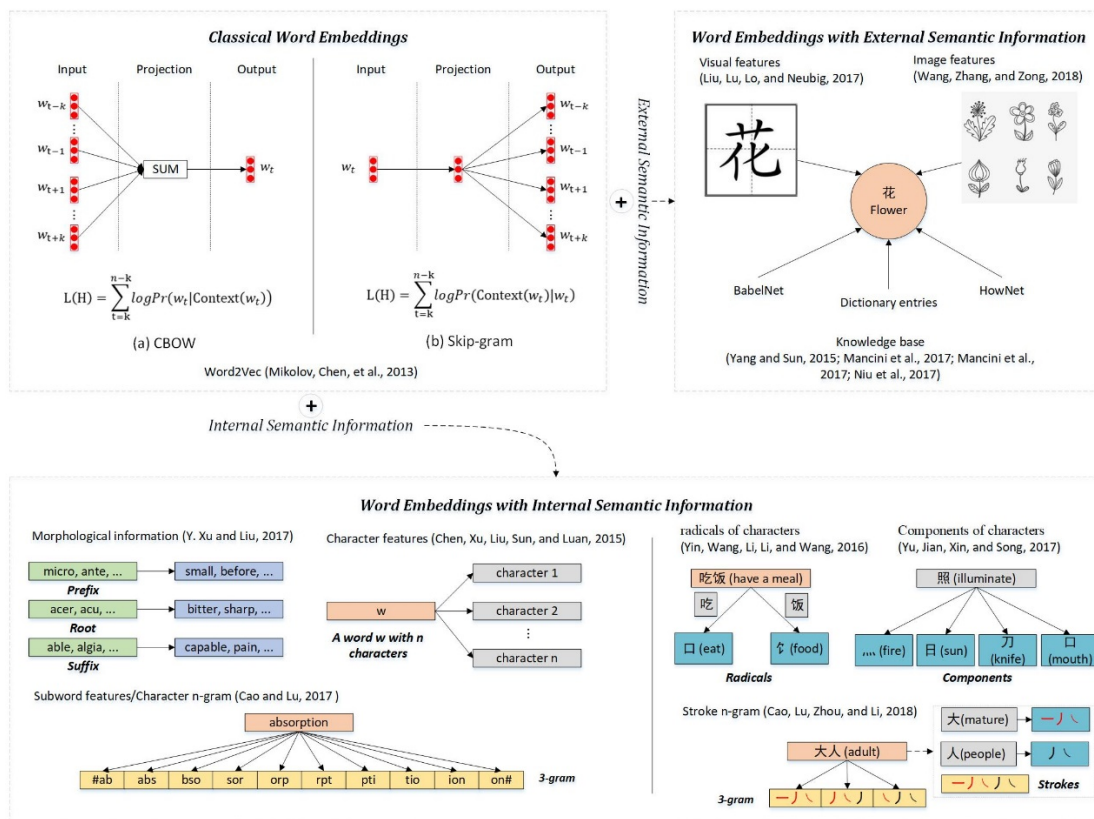 Classical Word Embeddings
Input Projection Output
w_{t−k}
w_{t−1}
w_{t+1}
w_{t+k}
SUM
w_t
L(H) = \sum_{t=k}^{n−k} logPr(w_t|Context(w_t))
(a) CBOW
Input Projection Output
w_t
w_{t−k}
w_{t−1}
w_{t+1}
w_{t+k}
L(H) = \sum_{t=k}^{n−k} logPr(Context(w_t)|w_t)
(b) Skip-gram
Word2Vec (Mikolov, Chen, et al., 2013)
+
External Semantic Information
Word Embeddings with External Semantic Information
Visual features
(Liu, Lu, Lo, and Neubig, 2017)
Image features
(Wang, Zhang, and Zong, 2018)
花
花
Flower
BabelNet
Dictionary entries
HowNet
Knowledge base
(Yang and Sun, 2015; Mancini et al., 2017; Mancini et al.,
2017; Niu et al., 2017)
+
Internal Semantic Information
Word Embeddings with Internal Semantic Information
Morphological information (Y. Xu and Liu, 2017)
micro, ante, ... small, before, ...
Prefix
acer, acu, ... bitter, sharp, ...
Root
able, algia, ... capable, pain, ...
Suffix
Character features (Chen, Xu, Liu, Sun, and Luan, 2015)
w
A word w with n
characters
character 1
character 2
⋮
character n
Subword features/Character n-gram (Cao and Lu, 2017 )
absorption
#ab abs bso sor orp rpt pti tio ion on#
3-gram
radicals of characters
(Yin, Wang, Li, Li, and Wang, 2016)
吃饭 (have a meal)
吃 饭
口 (eat) 饣 (food)
Radicals
Components of characters
(Yu, Jian, Xin, and Song, 2017)
照 (illuminate)
灬 (fire) 日 (sun) 刀 (knife) 口 (mouth)
Components
Stroke n-gram (Cao, Lu, Zhou, and Li, 2018)
大人 (adult)
3-gram
一丿㇏ 丿㇏丿 ㇏丿㇏
大(mature) 一丿㇏
人(people) 丿㇏
一丿㇏丿㇏ Strokes